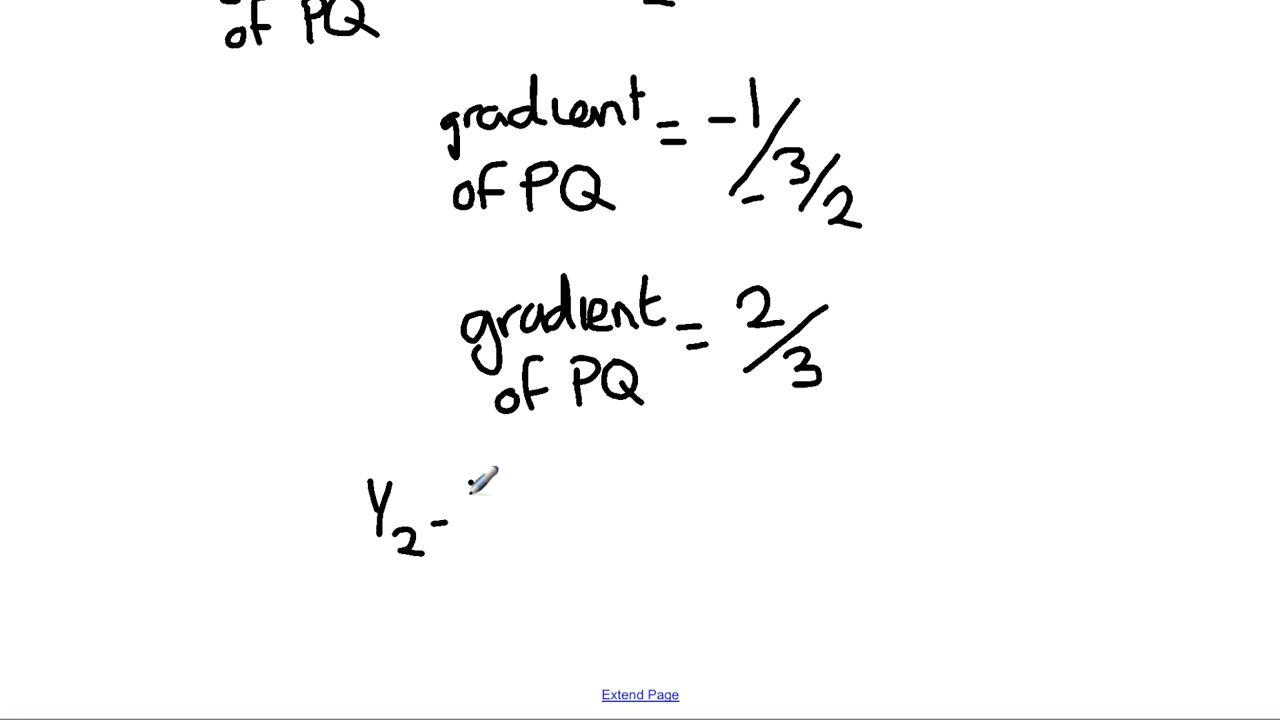 of PQ
gradient = -1/-3/2
of PQ
gradient = 2/3
of PQ
Y2 -
Extend Page